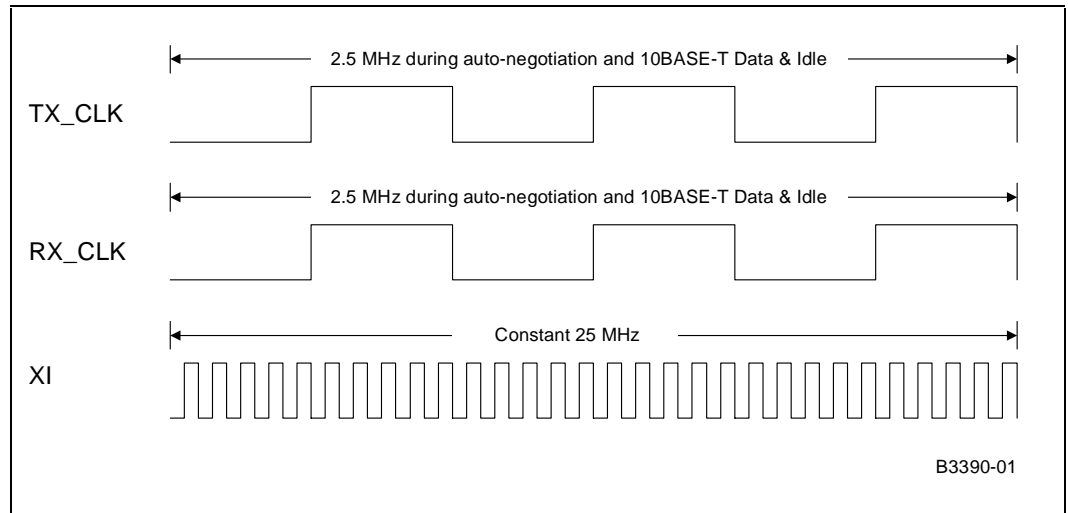 2.5 MHz during auto-negotiation and 10BASE-T Data & Idle
TX_CLK
2.5 MHz during auto-negotiation and 10BASE-T Data & Idle
RX_CLK
Constant 25 MHz
XI
B3390-01